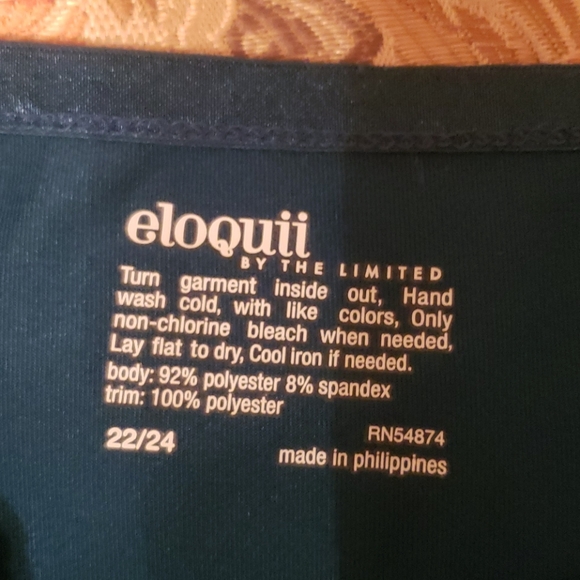 eloquii
BY THE LIMITED
Turn garment inside out, Hand
wash cold, with like colors, Only
non-chlorine bleach when needed,
Lay flat to dry, Cool iron if needed.
body: 92% polyester 8% spandex
trim: 100% polyester
22/24
RN54874
made in philippines